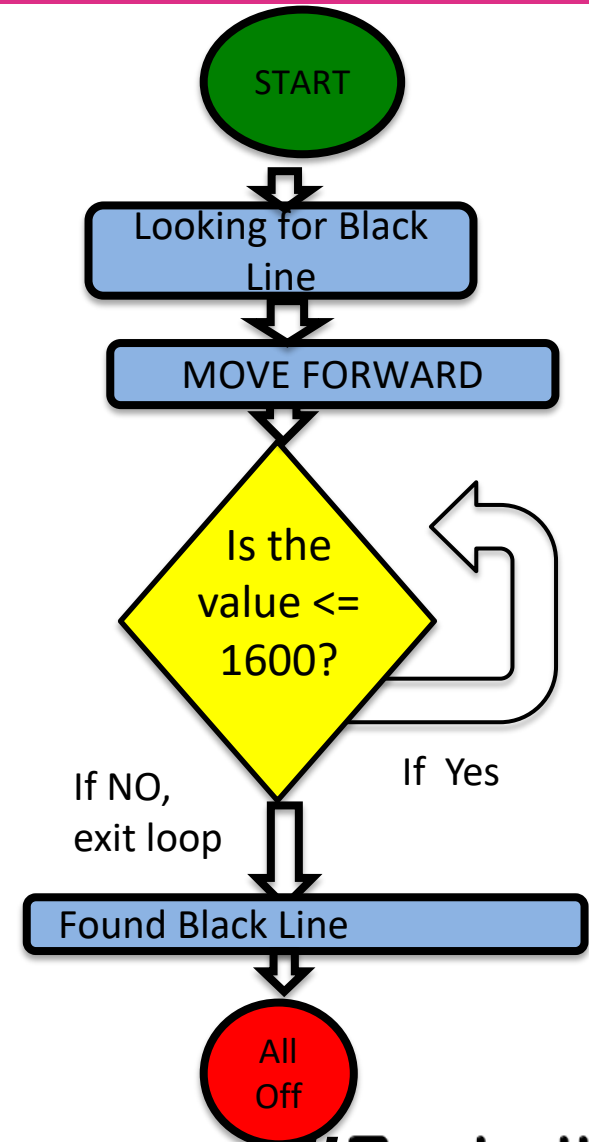 START
Looking for Black
Line
MOVE FORWARD
Is the
value <=
1600?
If Yes
If NO,
exit loop
Found Black Line
All
Off